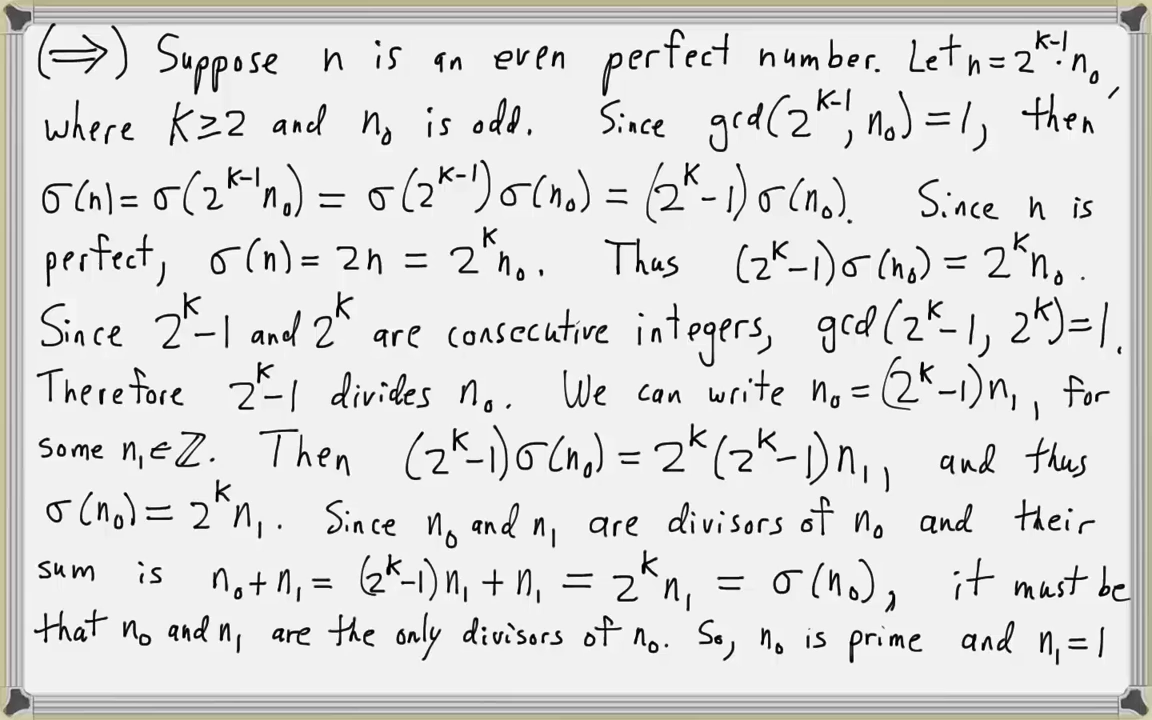 (⟹) Suppose n is an even perfect number. Let n = 2^{k-1}·n₀,
where k≥2 and n₀ is odd. Since gcd(2^{k-1}, n₀) = 1, then
σ(n) = σ(2^{k-1}n₀) = σ(2^{k-1})σ(n₀) = (2^k-1)σ(n₀). Since n is
perfect, σ(n) = 2n = 2^k n₀. Thus (2^k-1)σ(n₀) = 2^k n₀.
Since 2^k-1 and 2^k are consecutive integers, gcd(2^k-1, 2^k)=1.
Therefore 2^k-1 divides n₀. We can write n₀ = (2^k-1)n₁, for
some n₁∈ℤ. Then (2^k-1)σ(n₀) = 2^k(2^k-1)n₁, and thus
σ(n₀) = 2^k n₁. Since n₀ and n₁ are divisors of n₀ and their
sum is n₀+n₁ = (2^k-1)n₁ + n₁ = 2^k n₁ = σ(n₀), it must be
that n₀ and n₁ are the only divisors of n₀. So, n₀ is prime and n₁=1